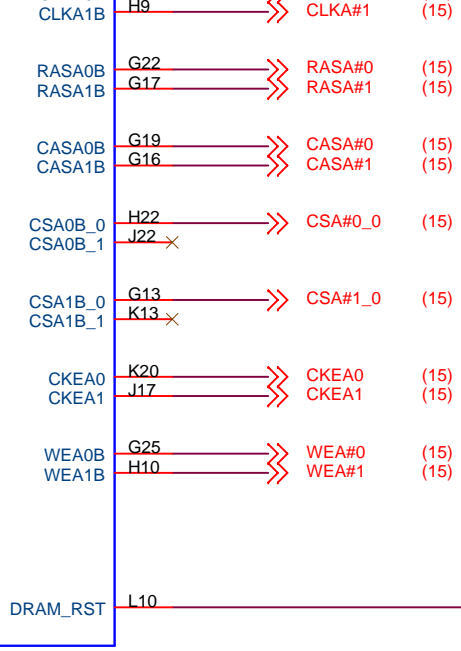 CLKA1B H9 CLKA#1 (15)
RASA0B G22 RASA#0 (15)
RASA1B G17 RASA#1 (15)
CASA0B G19 CASA#0 (15)
CASA1B G16 CASA#1 (15)
CSA0B_0 H22 CSA#0_0 (15)
CSA0B_1 J22
CSA1B_0 G13 CSA#1_0 (15)
CSA1B_1 K13
CKEA0 K20 CKEA0 (15)
CKEA1 J17 CKEA1 (15)
WEA0B G25 WEA#0 (15)
WEA1B H10 WEA#1 (15)
DRAM_RST L10